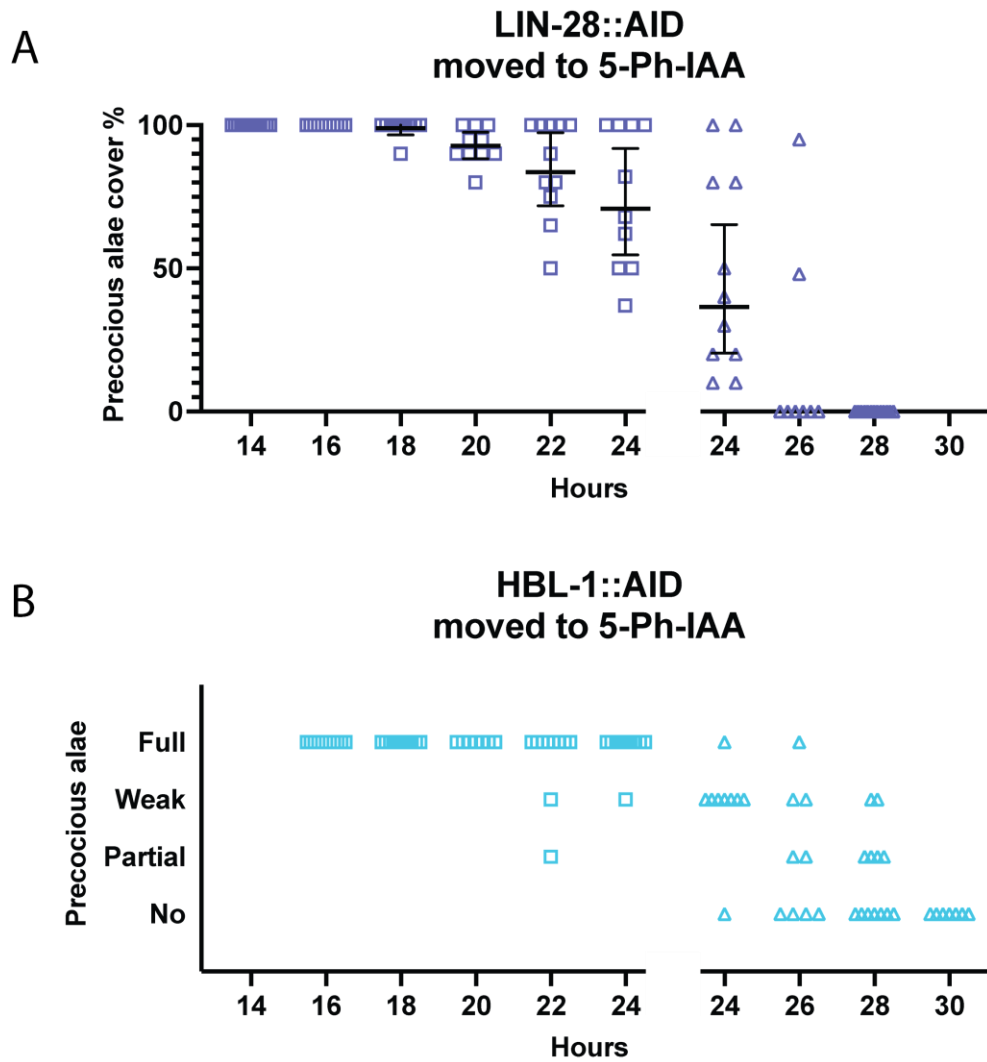 A
LIN-28::AID
moved to 5-Ph-IAA
Precocious alae cover %
100
50
0
14 16 18 20 22 24 24 26 28 30
Hours
B
HBL-1::AID
moved to 5-Ph-IAA
Precocious alae
Full
Weak
Partial
No
14 16 18 20 22 24 24 26 28 30
Hours